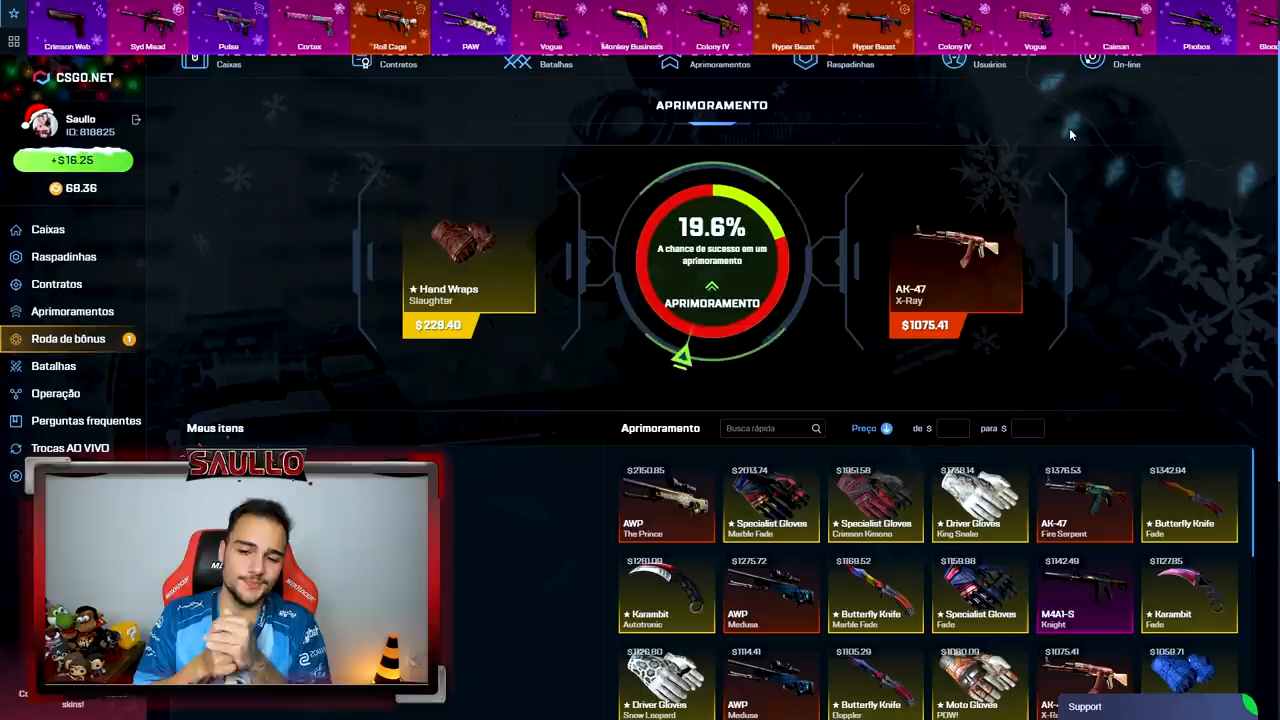 Crimson Web
Syd Mead
Pulse
Cortex
Roll Cage
PAW
Vogue
Monkey Business
Colony IV
Hyper Beast
Hyper Beast
Colony IV
Vogue
Caiman
Phobos
CSGO.NET
Caixas
Contratos
Batalhas
Aprimoramentos
Raspadinhas
Usuários
On-line
Saullo
ID: 818825
+$16.25
68.36
Caixas
Raspadinhas
Contratos
Aprimoramentos
Roda de bônus 1
Batalhas
Operação
Perguntas frequentes
Trocas AO VIVO
APRIMORAMENTO
★ Hand Wraps
Slaughter
$229.40
19.6%
A chance de sucesso em um
aprimoramento
APRIMORAMENTO
AK-47
X-Ray
$1075.41
Meus itens
Aprimoramento
Busca rápida
Preço
de $
para $
$2150.85
AWP
The Prince
$2013.74
★ Specialist Gloves
Marble Fade
$1951.58
★ Specialist Gloves
Crimson Kimono
★ Driver Gloves
King Snake
$1376.53
AK-47
Fire Serpent
$1342.94
★ Butterfly Knife
Fade
$1281.09
★ Karambit
Autotronic
$1275.72
AWP
Medusa
$1169.52
★ Butterfly Knife
Marble Fade
$1159.98
★ Specialist Gloves
Fade
$1142.49
M4A1-S
Knight
$1127.85
★ Karambit
Fade
$1126.80
★ Driver Gloves
Snow Leopard
$1114.41
AWP
Medusa
$1105.29
★ Butterfly Knife
Doppler
$1080.09
★ Moto Gloves
POW!
$1075.41
$1059.71
Support
SAULLO
MAXRACER
skins!